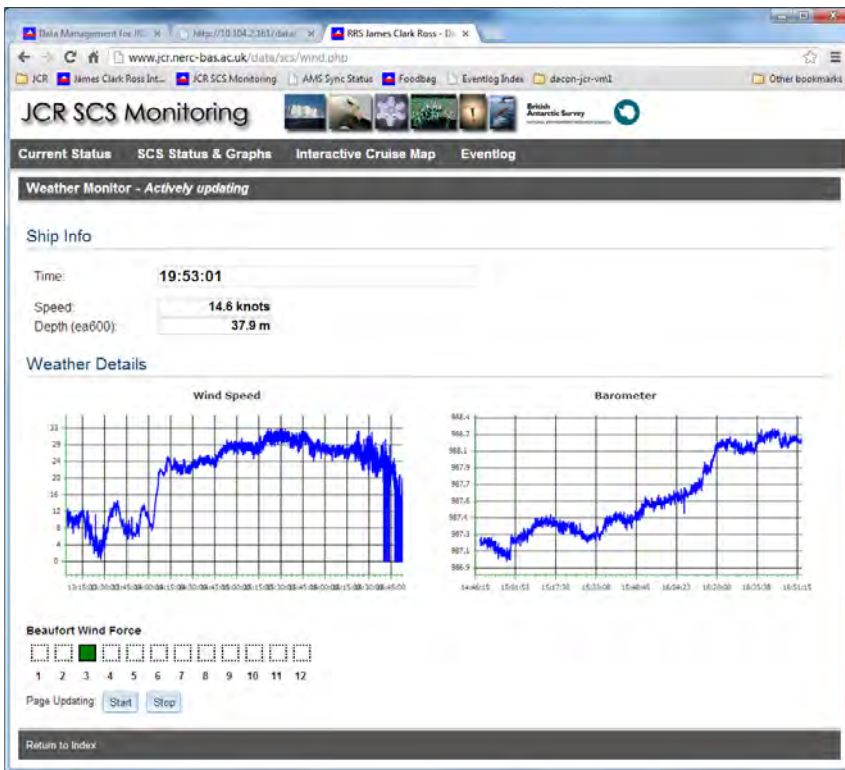 Data Management for
http://10.104.2.161/data/
RRS James Clark Ross - D
www.jcr.nerc-bas.ac.uk/data/scs/wind.php
JCR
James Clark Ross Int...
JCR SCS Monitoring
AMS Sync Status
Foodbag
Eventlog Index
dacon-jcr-vm1
Other bookmarks
JCR SCS Monitoring
British
Antarctic Survey
Current Status SCS Status & Graphs Interactive Cruise Map Eventlog
Weather Monitor - Actively updating
Ship Info
Time: 19:53:01
Speed: 14.6 knots
Depth (ea600): 37.9 m
Weather Details
Wind Speed
33
29
24
20
16
12
8
4
0
Barometer
988.4
988.1
987.9
987.7
987.6
987.4
987.3
987.1
986.9
14:46:15 15:01:53 15:17:30 15:33:08 15:48:45 16:04:23 16:20:00 16:35:38 16:51:15
Beaufort Wind Force
1 2 3 4 5 6 7 8 9 10 11 12
Page Updating: Start Stop
Return to Index